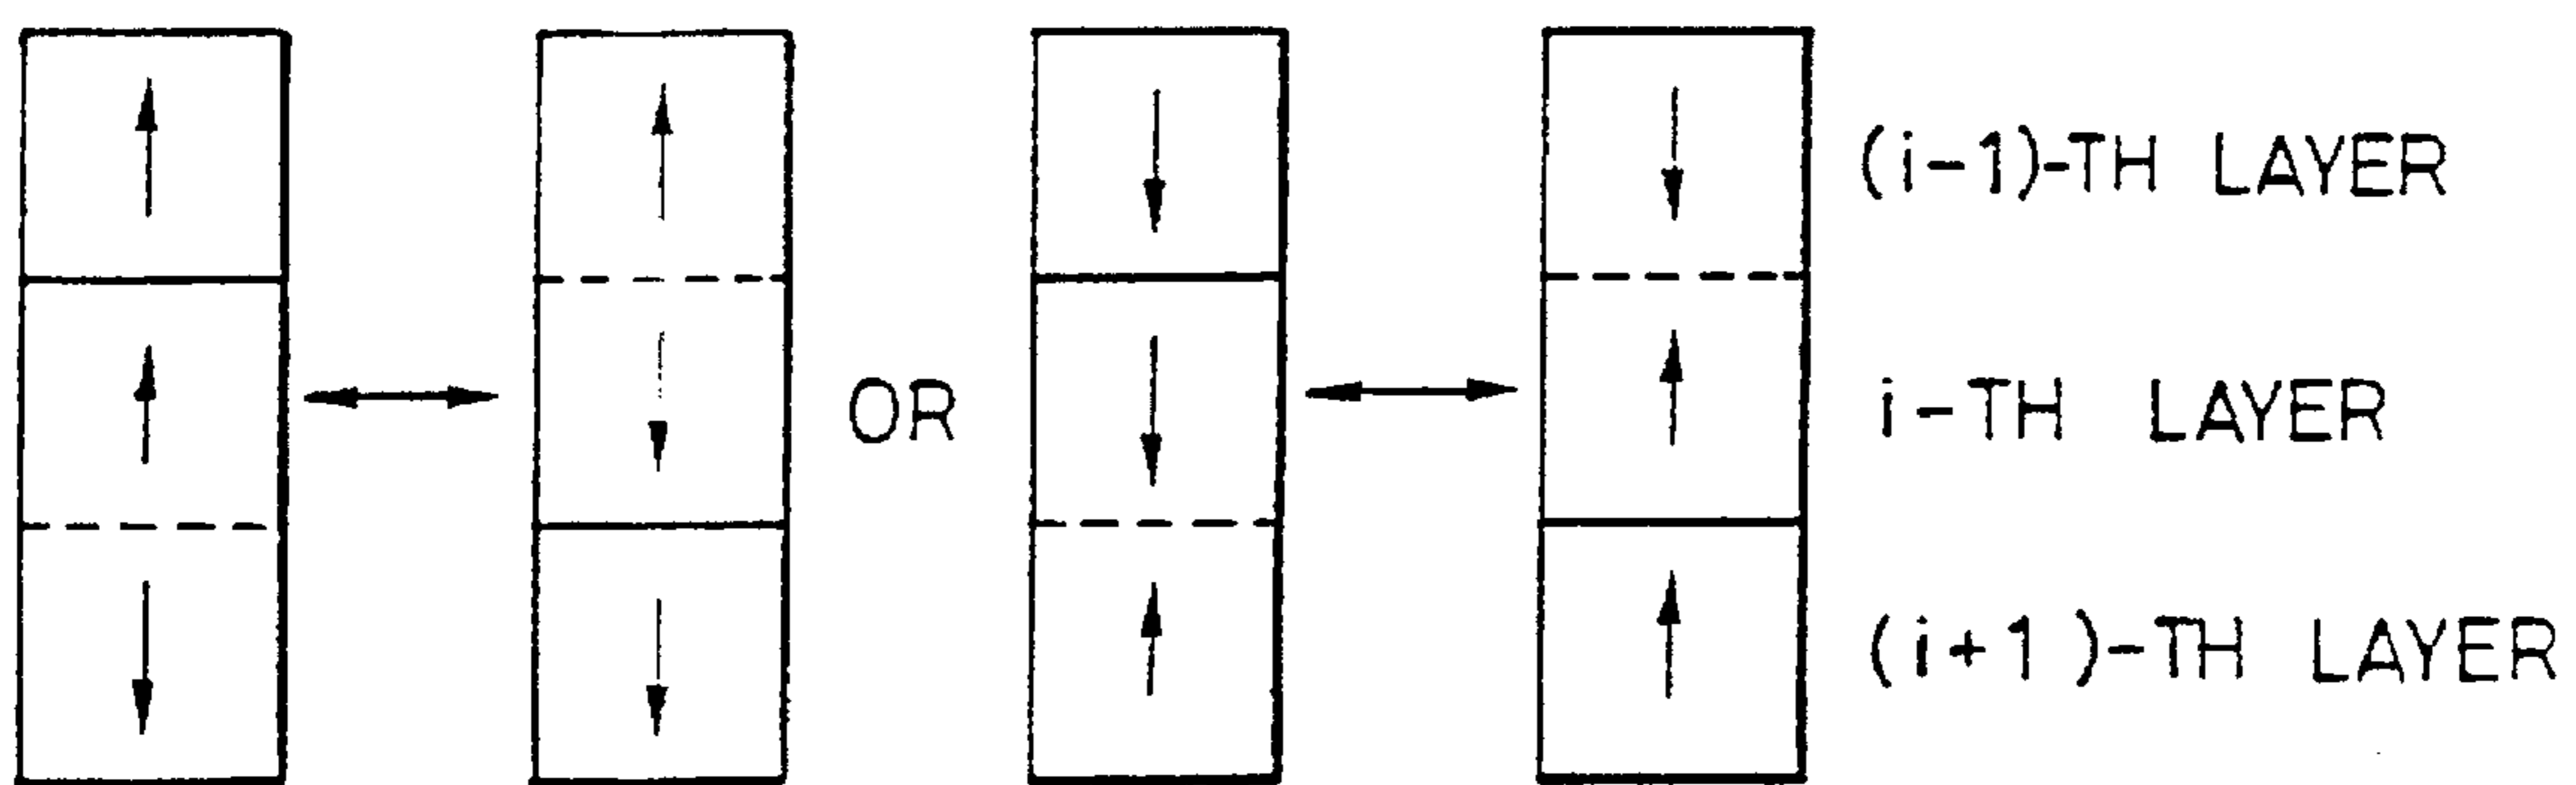 (i-1)-TH LAYER
OR
i-TH LAYER
(i+1)-TH LAYER